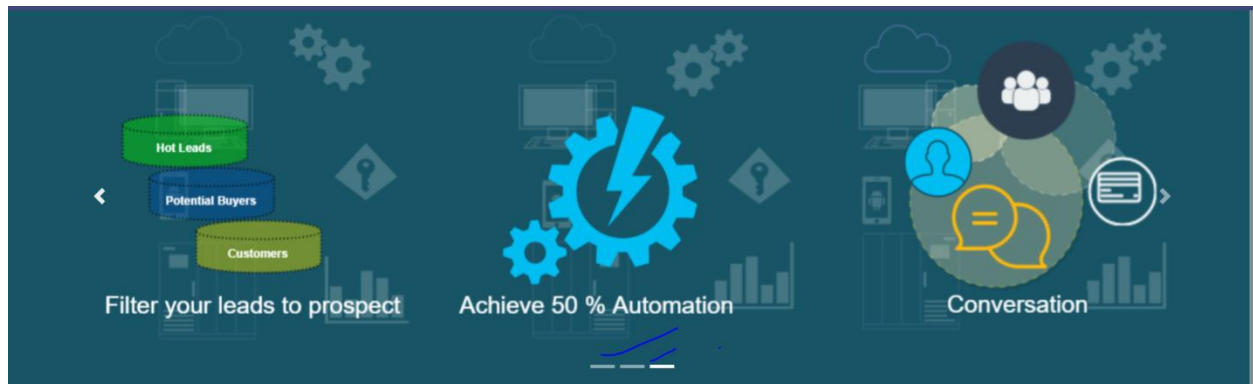 Hot Leads
Potential Buyers
Customers
Filter your leads to prospect
Achieve 50 % Automation
Conversation